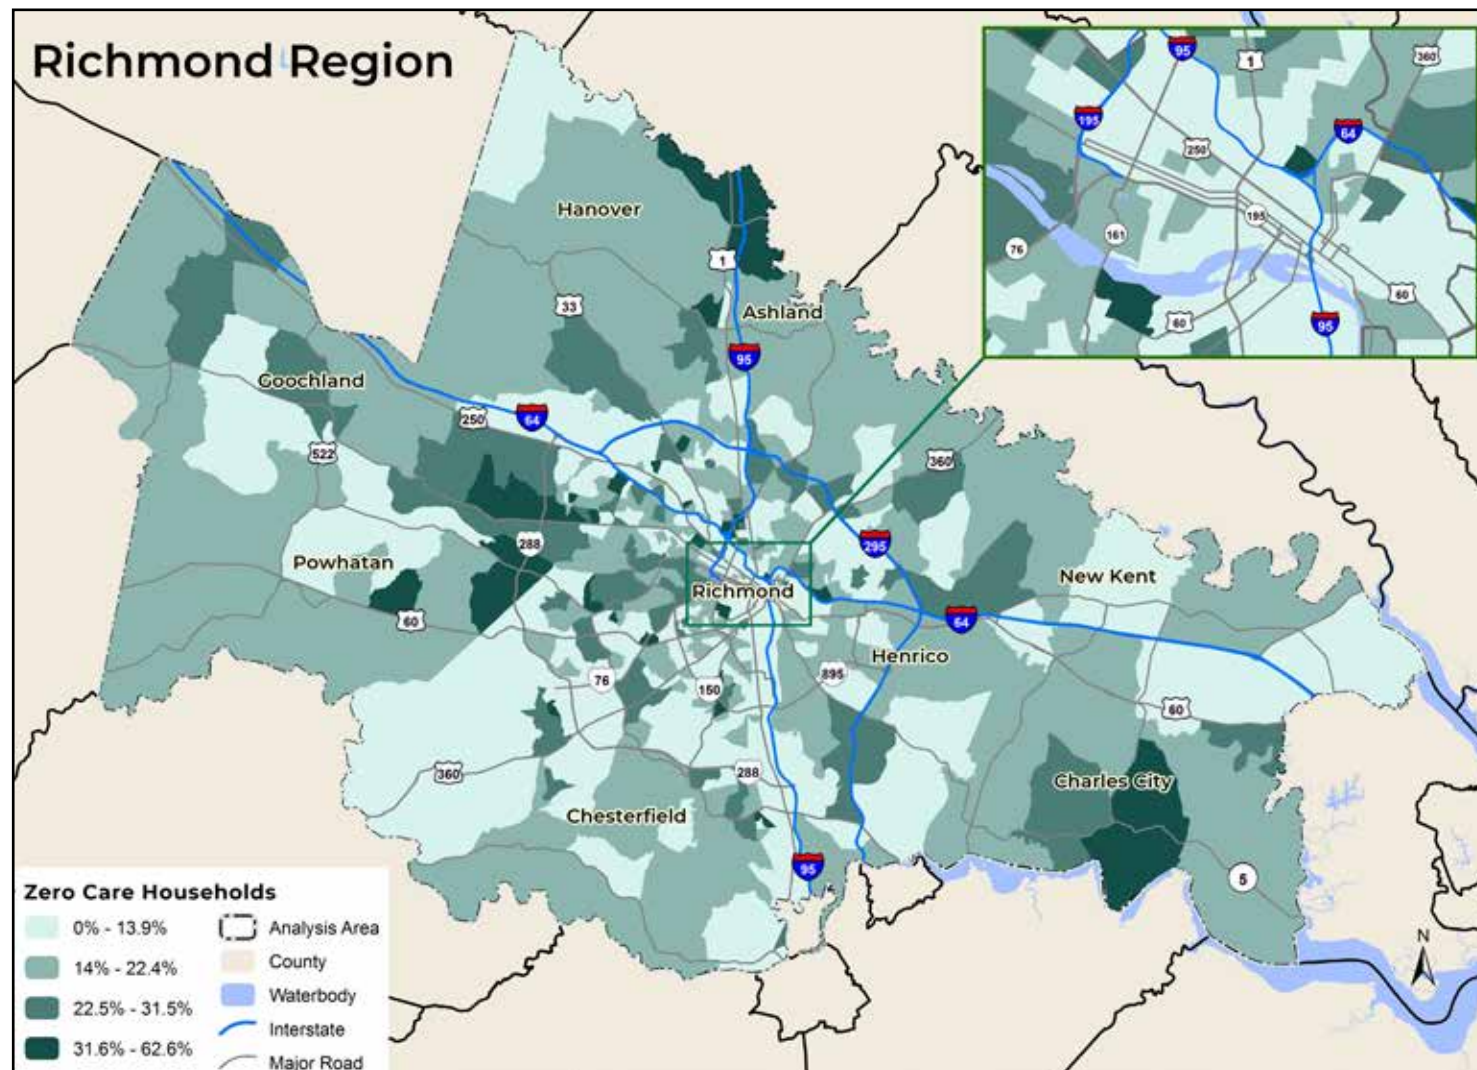 Richmond Region
95
1
360
195
64
250
195
161
76
60
60
95
Hanover
1
33
Ashland
95
Goochland
250
64
522
360
288
295
Powhatan
New Kent
Richmond
60
64
Henrico
76
150
895
60
360
288
Charles City
Chesterfield
95
5
Zero Care Households
0% - 13.9%
14% - 22.4%
22.5% - 31.5%
31.6% - 62.6%
Analysis Area
County
Waterbody
Interstate
Major Road
N